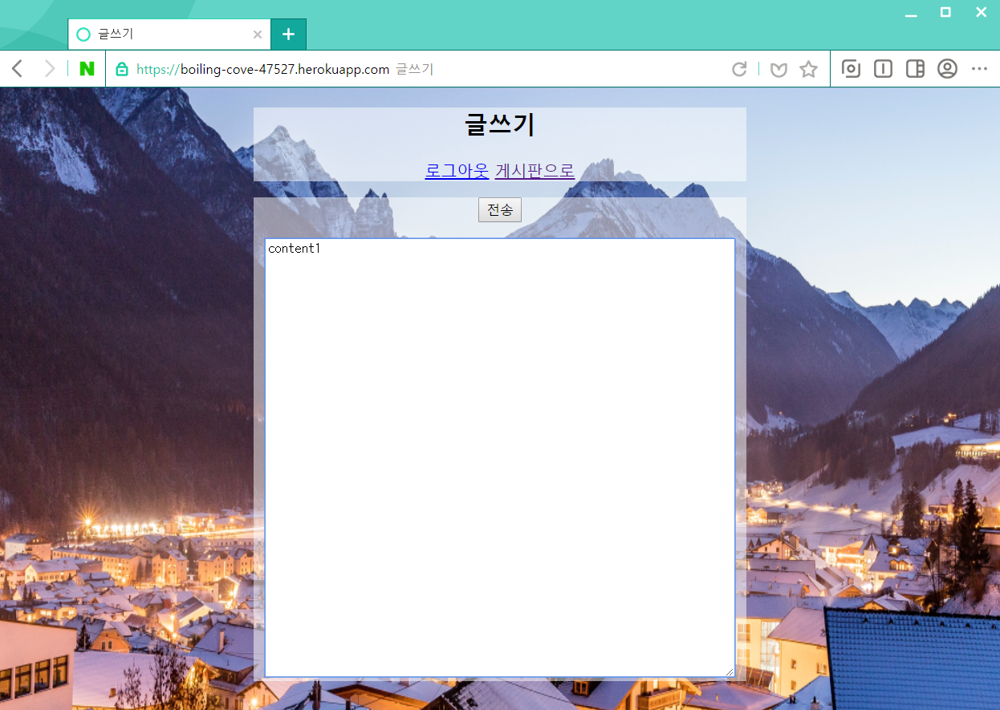 글쓰기
N
https://boiling-cove-47527.herokuapp.com 글쓰기
글쓰기
로그아웃 게시판으로
전송
content1